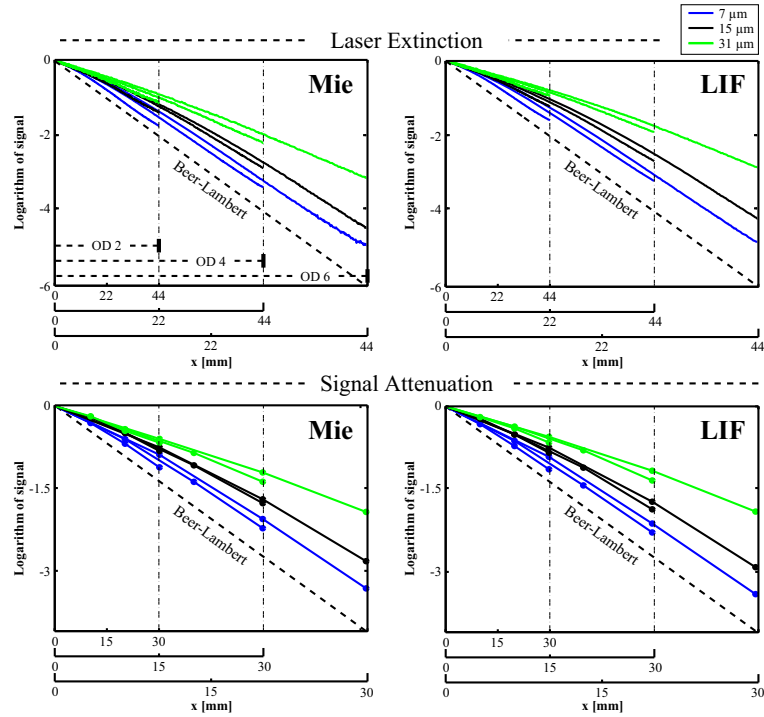 Laser Extinction
7 µm
15 µm
31 µm
Mie
Logarithm of signal
0
-2
-4
-6
Beer-Lambert
OD 2
OD 4
OD 6
0 22 44
0 22 44
0 22 44
x [mm]
LIF
Logarithm of signal
0
-2
-4
-6
Beer-Lambert
0 22 44
0 22 44
0 22 44
x [mm]
Signal Attenuation
Mie
Logarithm of signal
0
-1.5
-3
Beer-Lambert
0 15 30
0 15 30
0 15 30
x [mm]
LIF
Logarithm of signal
0
-1.5
-3
Beer-Lambert
0 15 30
0 15 30
0 15 30
x [mm]